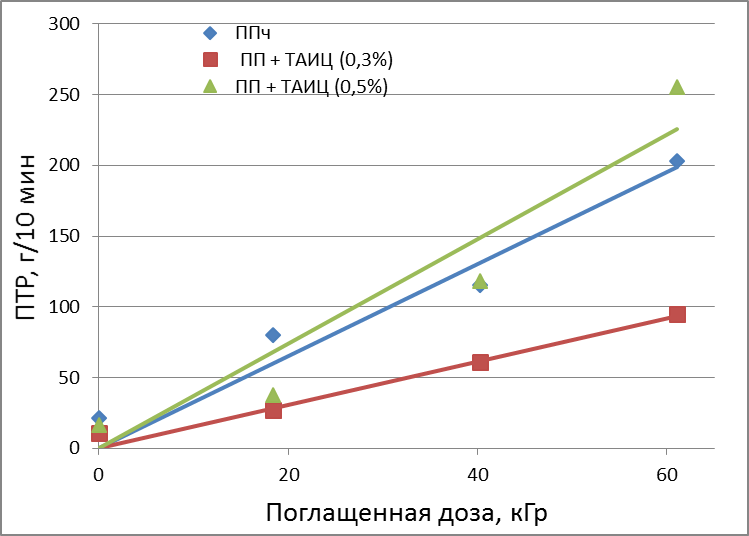 300
250
200
150
100
50
0
ПТР, г/10 мин
ППч
ПП + ТАИЦ (0,3%)
ПП + ТАИЦ (0,5%)
0 20 40 60
Поглащенная доза, кГр